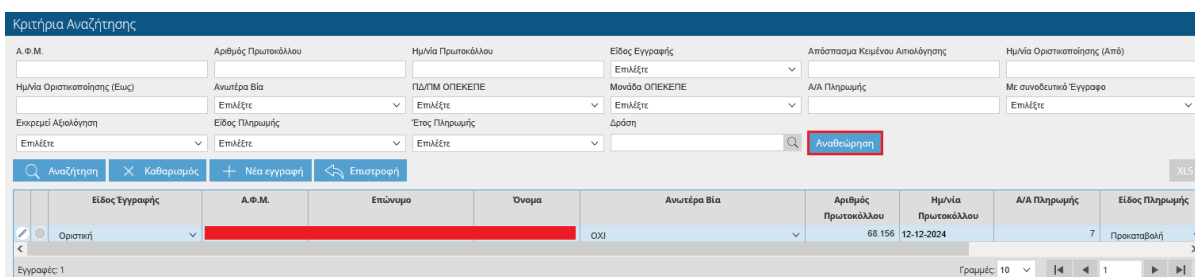 Κριτήρια Αναζήτησης
Α.Φ.Μ. Αριθμός Πρωτοκόλλου Ημ/νία Πρωτοκόλλου Είδος Εγγραφής Απόσπασμα Κειμένου Αιτιολόγησης Ημ/νία Οριστικοποίησης (Από)
Επιλέξτε
Ημ/νία Οριστικοποίησης (Εως) Ανωτέρα Βία ΠΔ/ΠΜ ΟΠΕΚΕΠΕ Μονάδα ΟΠΕΚΕΠΕ Α/Α Πληρωμής Με συνοδευτικό Έγγραφο
Επιλέξτε Επιλέξτε Επιλέξτε Επιλέξτε
Εκκρεμεί Αξιολόγηση Είδος Πληρωμής Έτος Πληρωμής Δράση
Επιλέξτε Επιλέξτε Επιλέξτε Αναθεώρηση
Αναζήτηση Καθαρισμός Νέα εγγραφή Επιστροφή XLS
Είδος Έγγραφής Α.Φ.Μ. Επώνυμο Όνομα Ανωτέρα Βία Αριθμός Πρωτοκόλλου Ημ/νία Πρωτοκόλλου Α/Α Πληρωμής Είδος Πληρωμής
Οριστική ΟΧΙ 68.156 12-12-2024 7 Προκαταβολή
Εγγραφές: 1 Γραμμές: 10 1